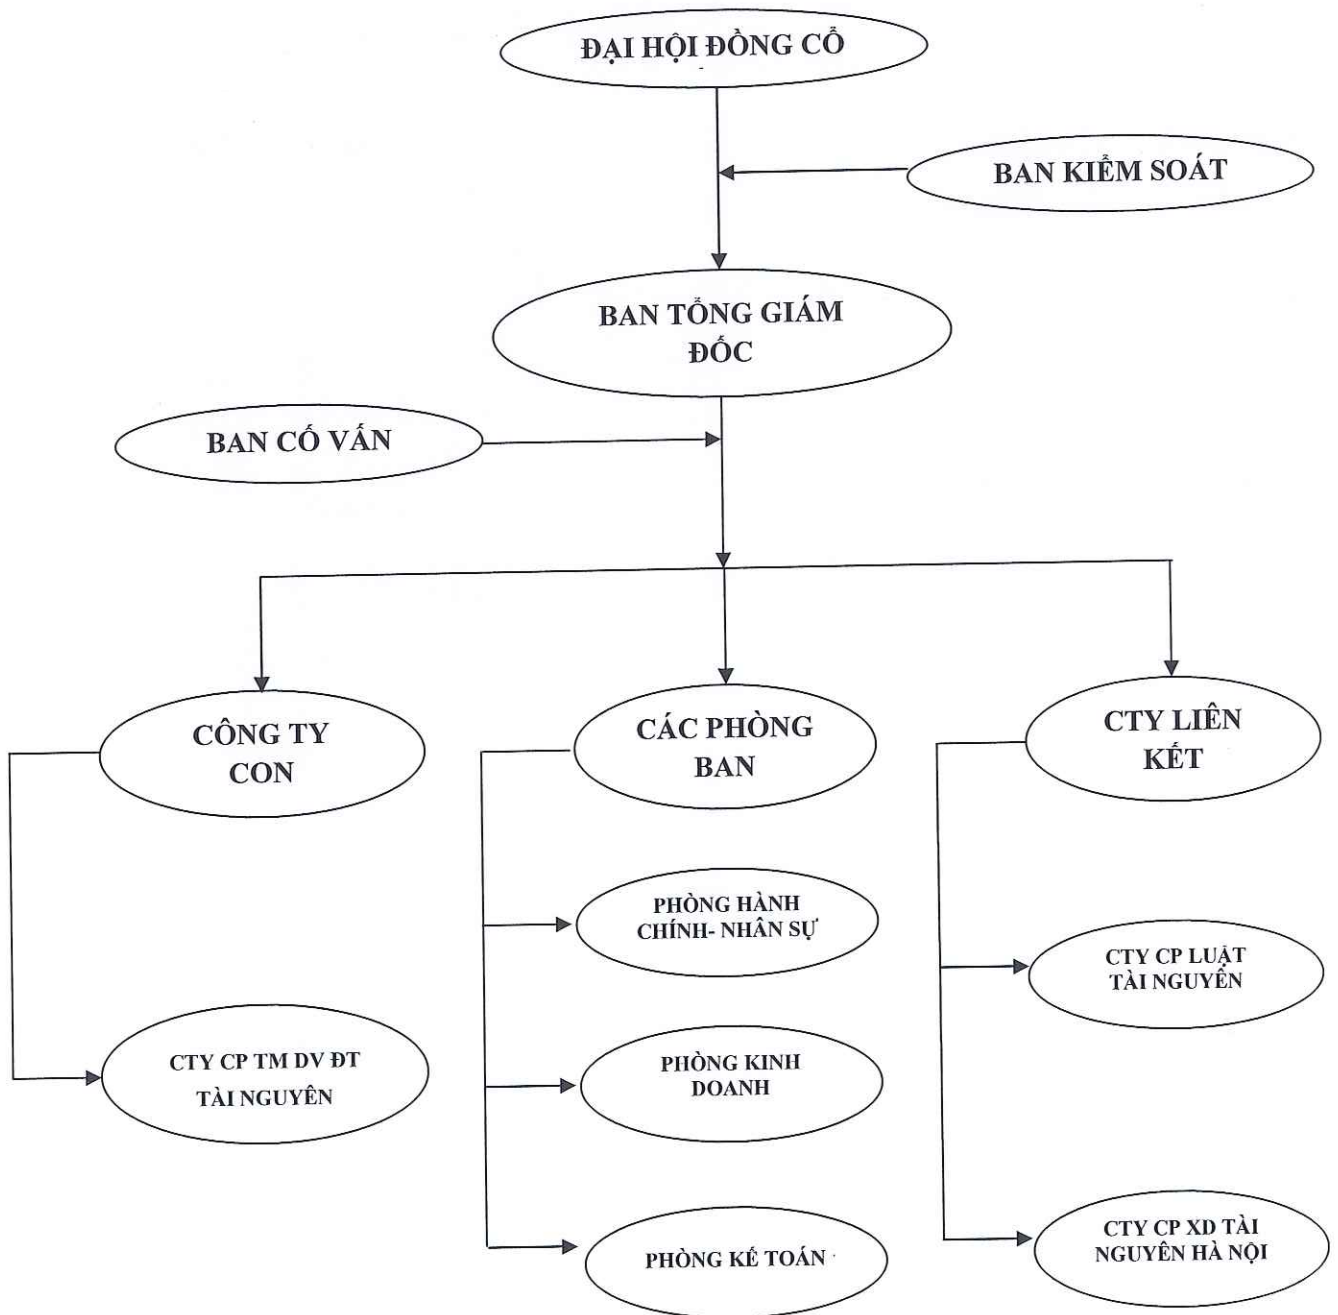 ĐẠI HỘI ĐỒNG CỔ
BAN KIỂM SOÁT
BAN TỔNG GIÁM
ĐỐC
BAN CỐ VẤN
CÔNG TY
CON
CÁC PHÒNG
BAN
CTY LIÊN
KẾT
PHÒNG HÀNH
CHÍNH- NHÂN SỰ
CTY CP LUẬT
TÀI NGUYÊN
CTY CP TM DV ĐT
TÀI NGUYÊN
PHÒNG KINH
DOANH
PHÒNG KẾ TOÁN
CTY CP XD TÀI
NGUYÊN HÀ NỘI